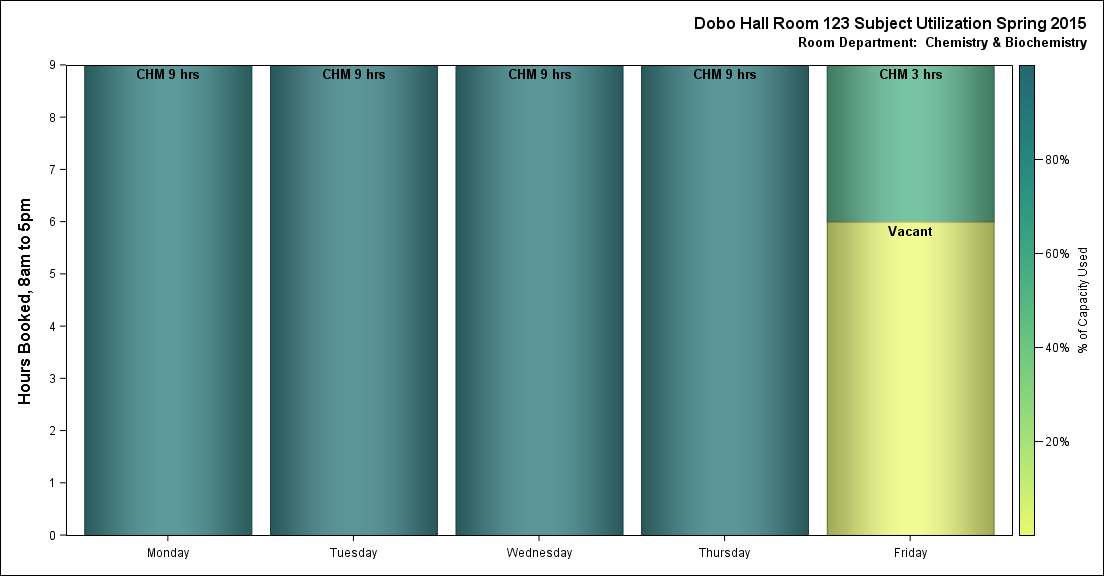 Dobo Hall Room 123 Subject Utilization Spring 2015
Room Department:  Chemistry & Biochemistry
Hours Booked, 8am to 5pm
9
8
7
6
5
4
3
2
1
0
CHM 9 hrs
CHM 9 hrs
CHM 9 hrs
CHM 9 hrs
CHM 3 hrs
Vacant
Monday
Tuesday
Wednesday
Thursday
Friday
80%
60%
40%
20%
% of Capacity Used